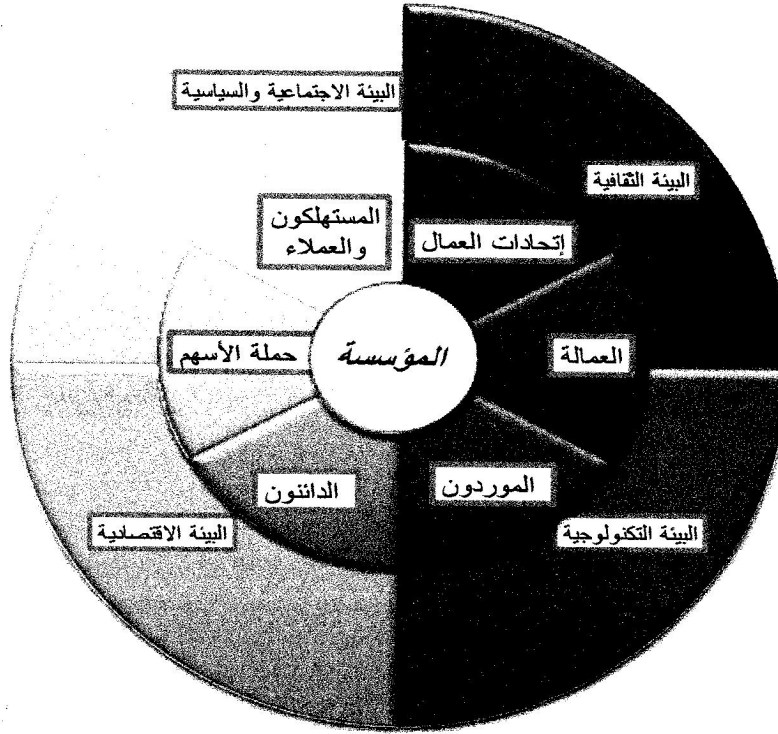 البيئة الاجتماعية والسياسية
البيئة الثقافية
المستهلكون
والعملاء
إتحادات العمال
المؤسسة
حملة الأسهم
العمالة
الدائنون
الموردون
البيئة الاقتصادية
البيئة التكنولوجية